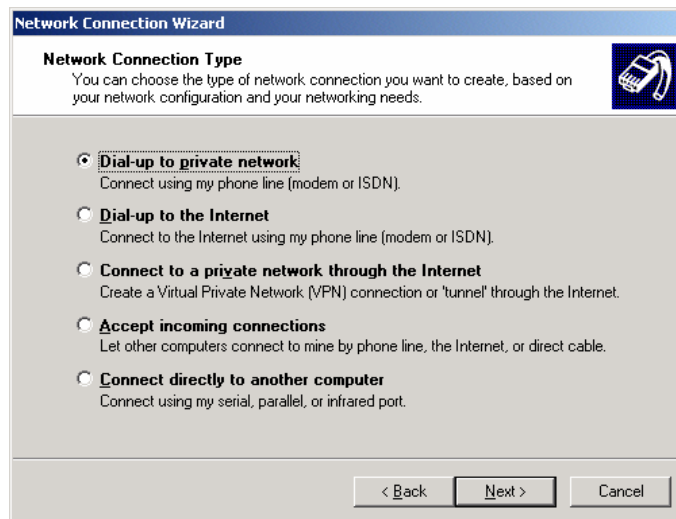 Network Connection Wizard
Network Connection Type
You can choose the type of network connection you want to create, based on
your network configuration and your networking needs.
Dial-up to private network
Connect using my phone line (modem or ISDN).
Dial-up to the Internet
Connect to the Internet using my phone line (modem or ISDN).
Connect to a private network through the Internet
Create a Virtual Private Network (VPN) connection or 'tunnel' through the Internet.
Accept incoming connections
Let other computers connect to mine by phone line, the Internet, or direct cable.
Connect directly to another computer
Connect using my serial, parallel, or infrared port.
< Back Next > Cancel